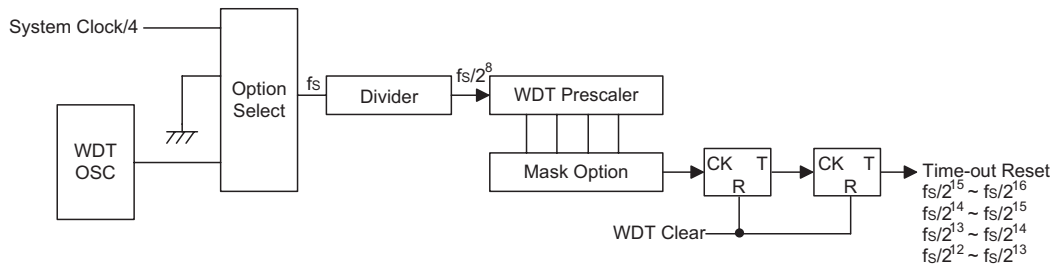 System Clock/4
Option
Select
fs
Divider
fs/2^8
WDT Prescaler
WDT
OSC
Mask Option
CK T
R
CK T
R
Time-out Reset
fs/2^15 ~ fs/2^16
fs/2^14 ~ fs/2^15
fs/2^13 ~ fs/2^14
fs/2^12 ~ fs/2^13
WDT Clear